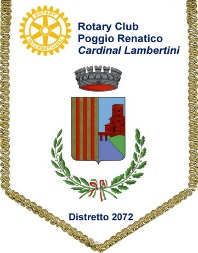 Rotary Club
Poggio Renatico
Cardinal Lambertini
Distretto 2072